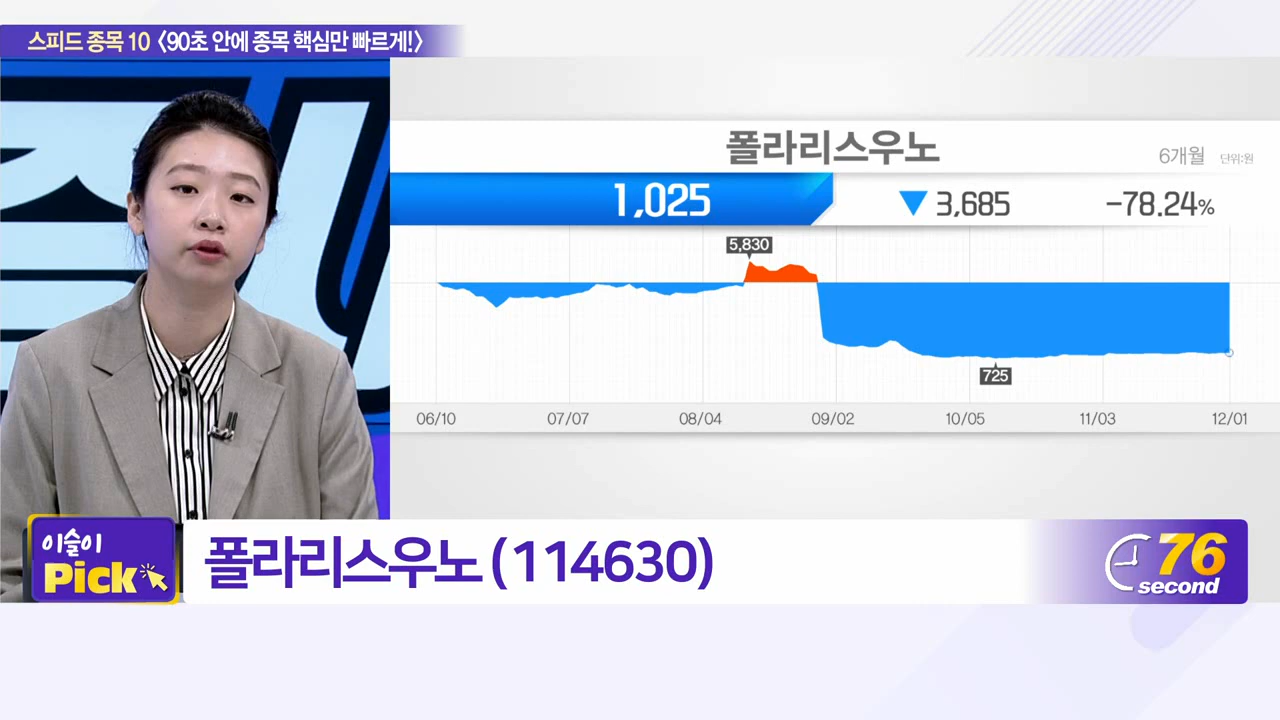 스피드 종목 10 〈90초 안에 종목 핵심만 빠르게!〉
폴라리스우노
6개월 단위:원
1,025 ▼ 3,685 -78.24%
5,830
725
06/10 07/07 08/04 09/02 10/05 11/03 12/01
이슬이
Pick
폴라리스우노 (114630)
76
second